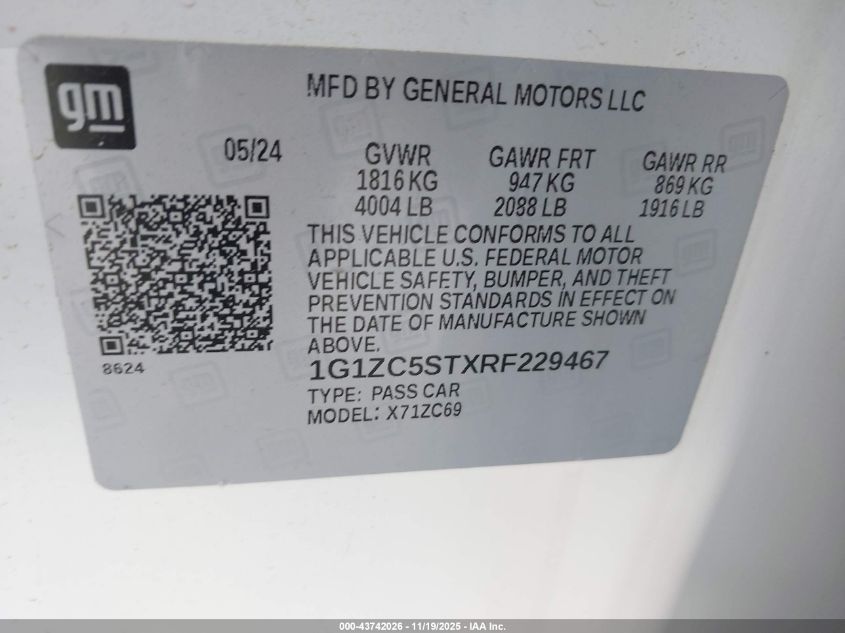 gm
MFD BY GENERAL MOTORS LLC
05/24
GVWR GAWR FRT GAWR RR
1816 KG 947 KG 869 KG
4004 LB 2088 LB 1916 LB
THIS VEHICLE CONFORMS TO ALL
APPLICABLE U.S. FEDERAL MOTOR
VEHICLE SAFETY, BUMPER, AND THEFT
PREVENTION STANDARDS IN EFFECT ON
THE DATE OF MANUFACTURE SHOWN
ABOVE.
8624
1G1ZC5STXRF229467
TYPE: PASS CAR
MODEL: X71ZC69
000-43742026 - 11/19/2025 - IAA Inc.